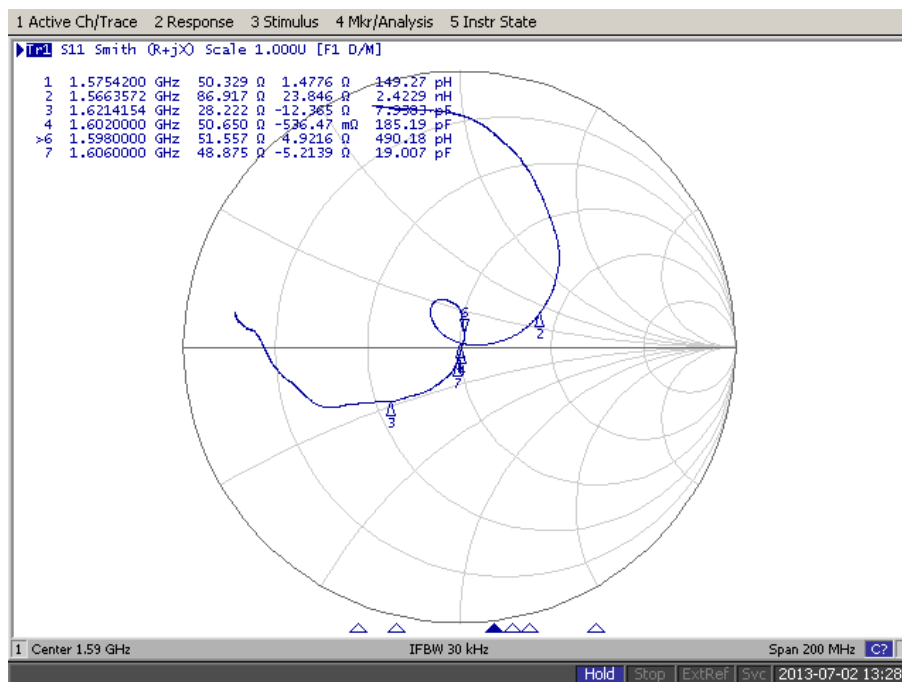 1 Active Ch/Trace 2 Response 3 Stimulus 4 Mkr/Analysis 5 Instr State
Tr1 S11 Smith (R+jX) Scale 1.000U [F1 D/M]
1 1.5754200 GHz 50.329 Ω 1.4776 Ω 149.27 pH
2 1.5663572 GHz 86.917 Ω 23.846 Ω 2.4229 nH
3 1.6214154 GHz 28.222 Ω -12.365 Ω 7.9383 pF
4 1.6020000 GHz 50.650 Ω -536.47 mΩ 185.19 pF
>6 1.5980000 GHz 51.557 Ω 4.9216 Ω 490.18 pH
7 1.6060000 GHz 48.875 Ω -5.2139 Ω 19.007 pF
6
2
7
3
1 Center 1.59 GHz IFBW 30 kHz Span 200 MHz C?
Hold Stop ExtRef Svc 2013-07-02 13:28